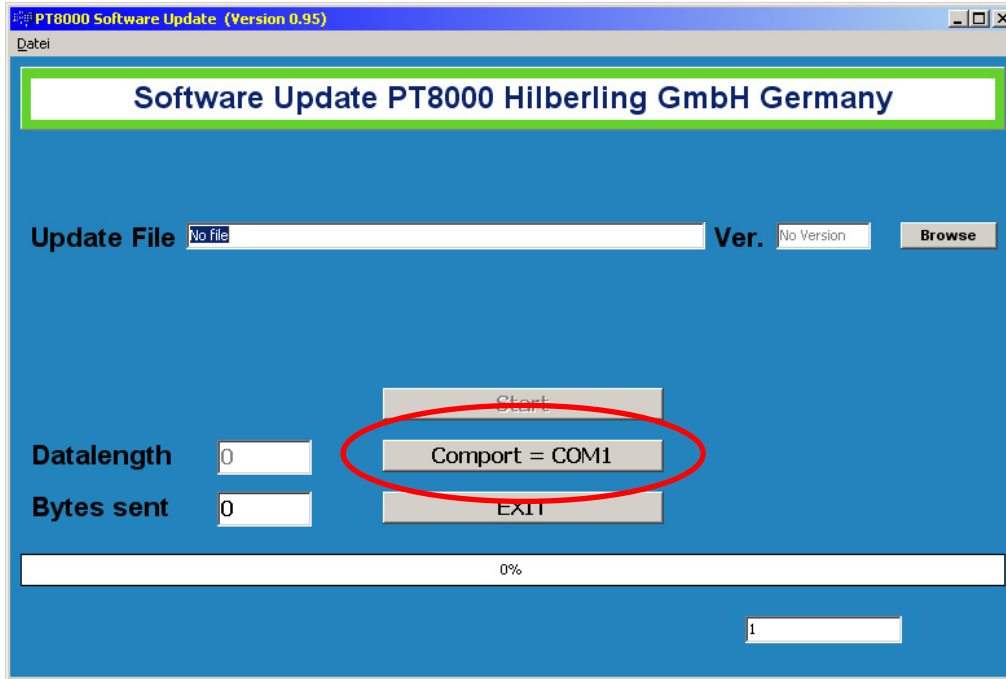 PT8000 Software Update (Version 0.95)
Datei
Software Update PT8000 Hilberling GmbH Germany
Update File No file Ver. No Version Browse
Start
Datalength 0 Comport = COM1
Bytes sent 0 EXIT
0%
1